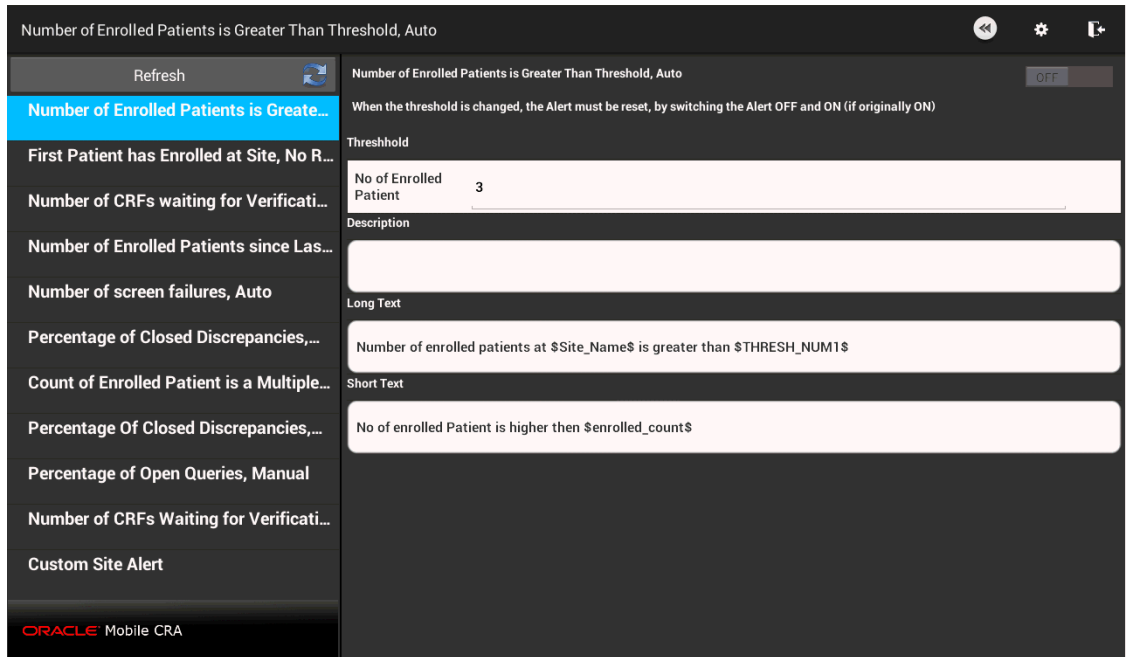 Number of Enrolled Patients is Greater Than Threshold, Auto
Refresh
Number of Enrolled Patients is Greate...
First Patient has Enrolled at Site, No R...
Number of CRFs waiting for Verificati...
Number of Enrolled Patients since Las...
Number of screen failures, Auto
Percentage of Closed Discrepancies,...
Count of Enrolled Patient is a Multiple...
Percentage Of Closed Discrepancies,...
Percentage of Open Queries, Manual
Number of CRFs Waiting for Verificati...
Custom Site Alert
ORACLE Mobile CRA
Number of Enrolled Patients is Greater Than Threshold, Auto
OFF
When the threshold is changed, the Alert must be reset, by switching the Alert OFF and ON (if originally ON)
Threshhold
No of Enrolled
Patient
3
Description
Long Text
Number of enrolled patients at $Site_Name$ is greater than $THRESH_NUM1$
Short Text
No of enrolled Patient is higher then $enrolled_count$